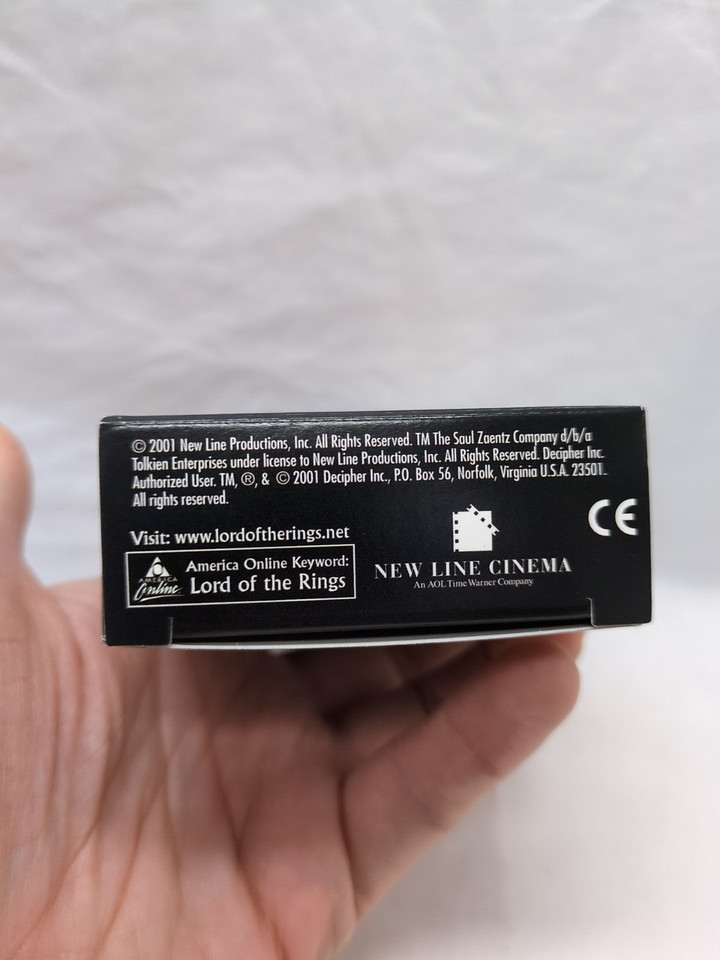 © 2001 New Line Productions, Inc. All Rights Reserved. TM The Saul Zaentz Company d/b/a
Tolkien Enterprises under license to New Line Productions, Inc. All Rights Reserved. Decipher Inc.
Authorized User. TM, ®, & © 2001 Decipher Inc., P.O. Box 56, Norfolk, Virginia U.S.A. 23501.
All rights reserved.
CE
Visit: www.lordoftherings.net
AMERICA
Online
America Online Keyword:
Lord of the Rings
NEW LINE CINEMA
An AOL Time Warner Company